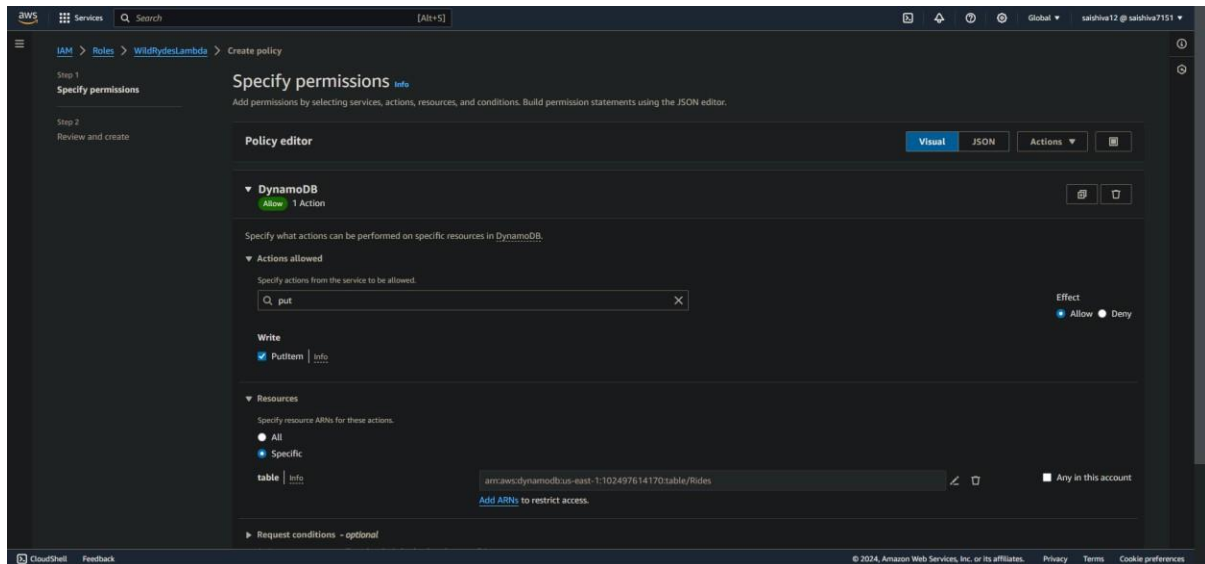 aws Services Search [Alt+S] Global saishiva12 @ saishiva7151
IAM > Roles > WildRydesLambda > Create policy
Step 1
Specify permissions
Step 2
Review and create
Specify permissions Info
Add permissions by selecting services, actions, resources, and conditions. Build permission statements using the JSON editor.
Policy editor Visual JSON Actions
DynamoDB
Allow 1 Action
Specify what actions can be performed on specific resources in DynamoDB.
Actions allowed
Specify actions from the service to be allowed.
put
Effect
Allow Deny
Write
PutItem Info
Resources
Specify resource ARNs for these actions.
All
Specific
table Info arn:aws:dynamodb:us-east-1:102497614170:table/Rides Any in this account
Add ARNs to restrict access.
Request conditions - optional
CloudShell Feedback © 2024, Amazon Web Services, Inc. or its affiliates. Privacy Terms Cookie preferences